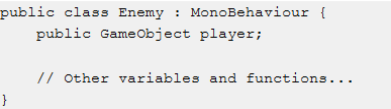 public class Enemy : MonoBehaviour {
    public GameObject player;
    // Other variables and functions...
}